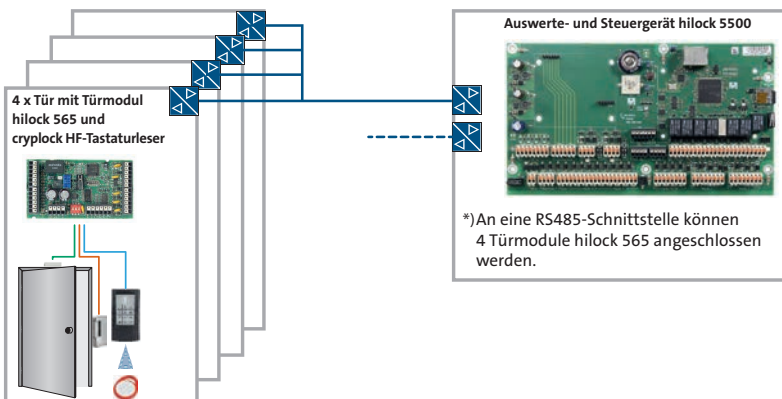 4 x Tür mit Türmodul
hilock 565 und
cryplock HF-Tastaturleser
Auswerte- und Steuergerät hilock 5500
*)An eine RS485-Schnittstelle können
4 Türmodule hilock 565 angeschlossen
werden.